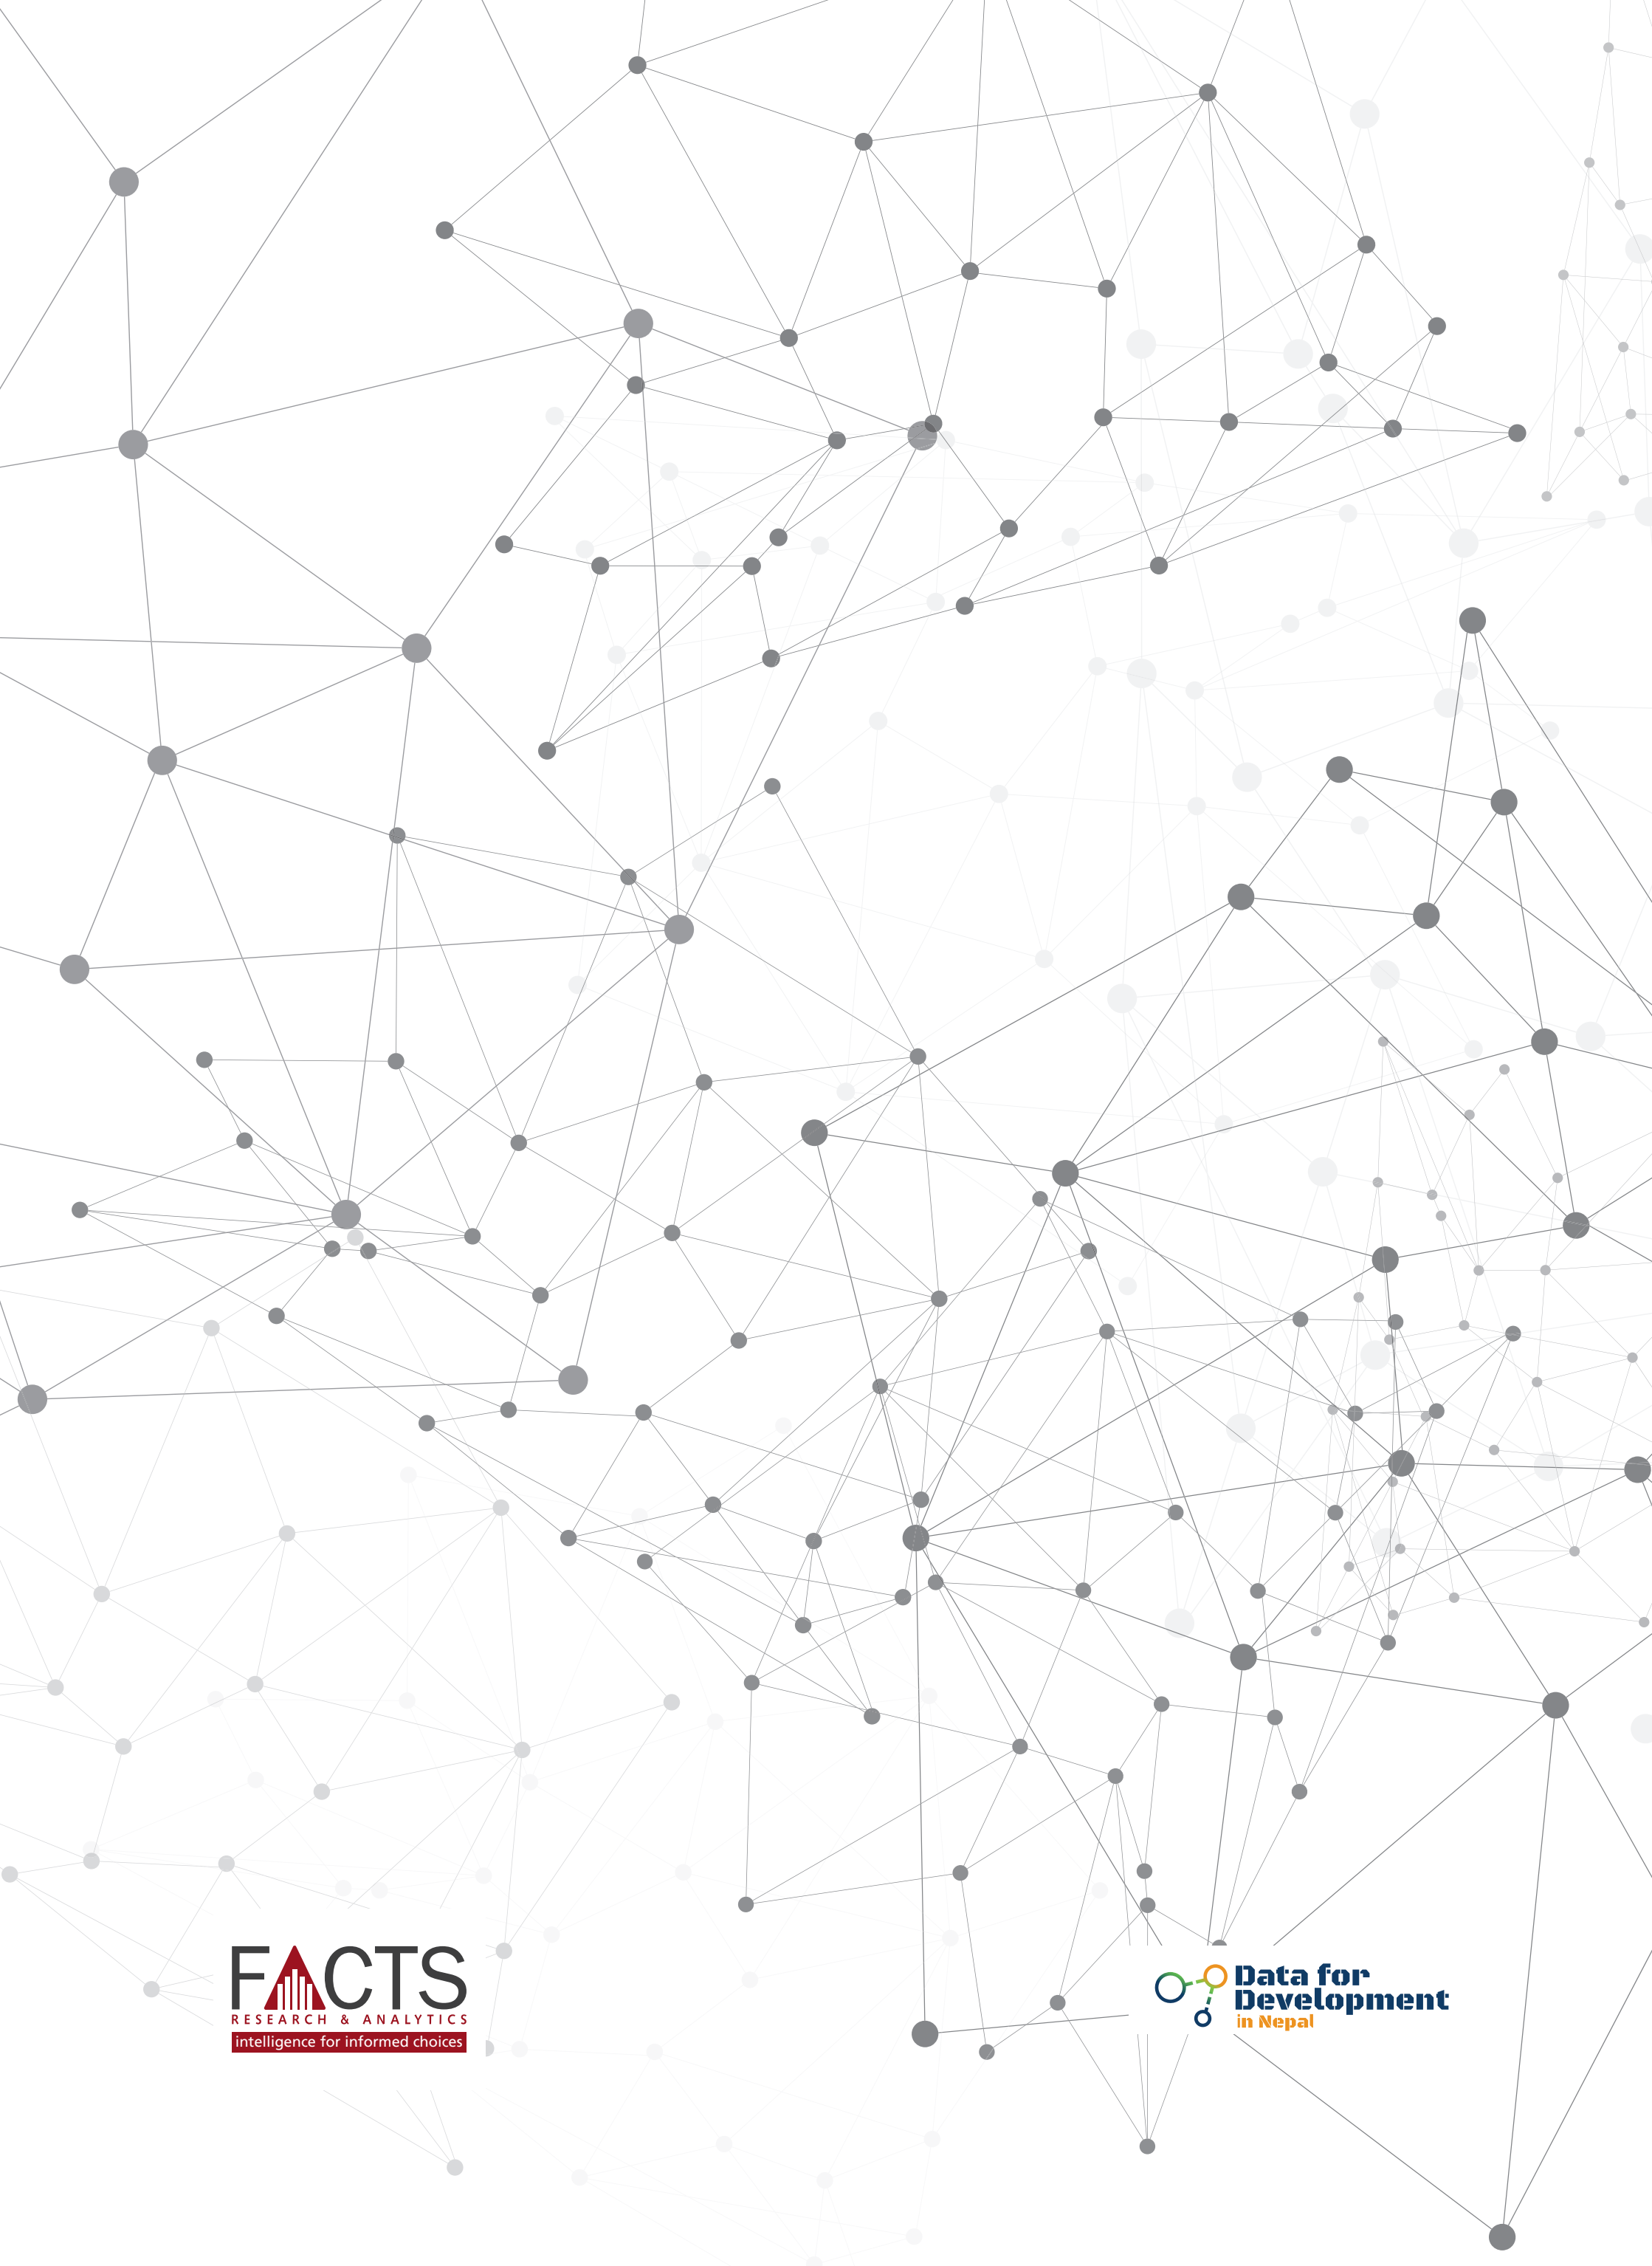 FACTS
RESEARCH & ANALYTICS
intelligence for informed choices
Data for
Development
in Nepal